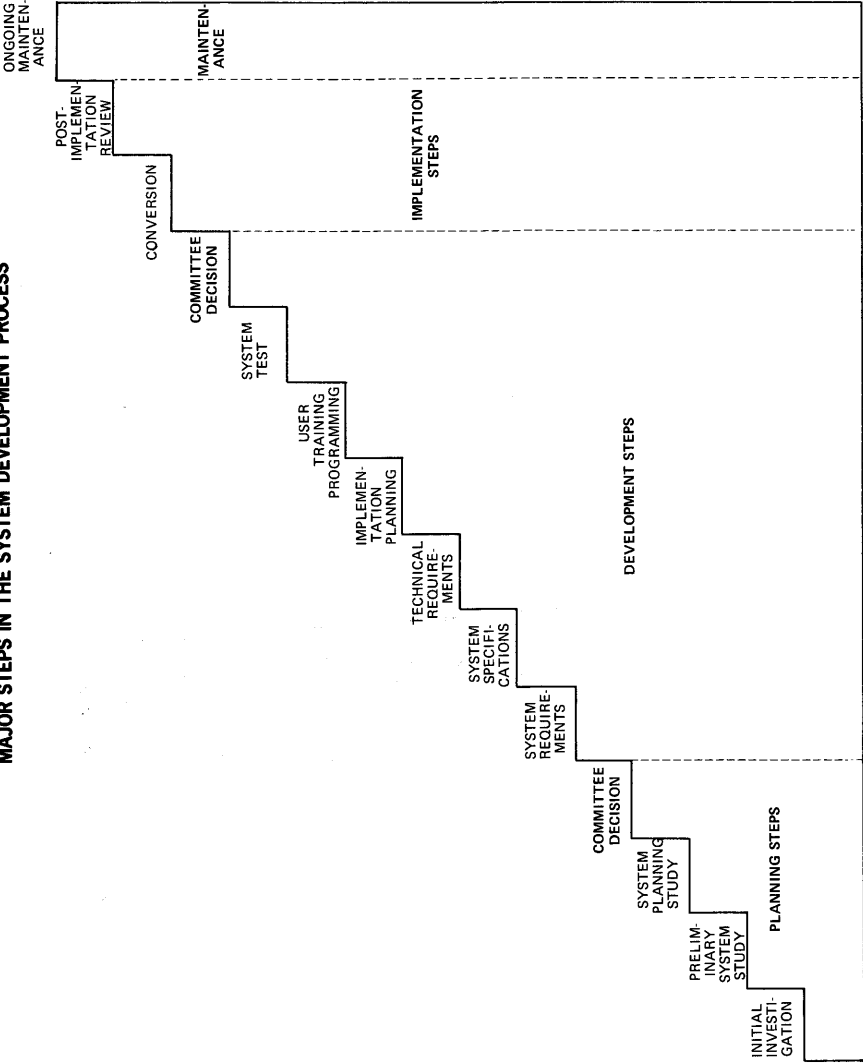 MAJOR STEPS IN THE SYSTEM DEVELOPMENT PROCESS
INITIAL
INVESTI-
GATION
PRELIM-
INARY
SYSTEM
STUDY
SYSTEM
PLANNING
STUDY
COMMITTEE
DECISION
SYSTEM
REQUIRE-
MENTS
SYSTEM
SPECIFI-
CATIONS
TECHNICAL
REQUIRE-
MENTS
IMPLEMEN-
TATION
PLANNING
USER
TRAINING
PROGRAMMING
SYSTEM
TEST
COMMITTEE
DECISION
CONVERSION
POST-
IMPLEMEN-
TATION
REVIEW
ONGOING
MAINTEN-
ANCE
PLANNING STEPS
DEVELOPMENT STEPS
IMPLEMENTATION
STEPS
MAINTEN-
ANCE